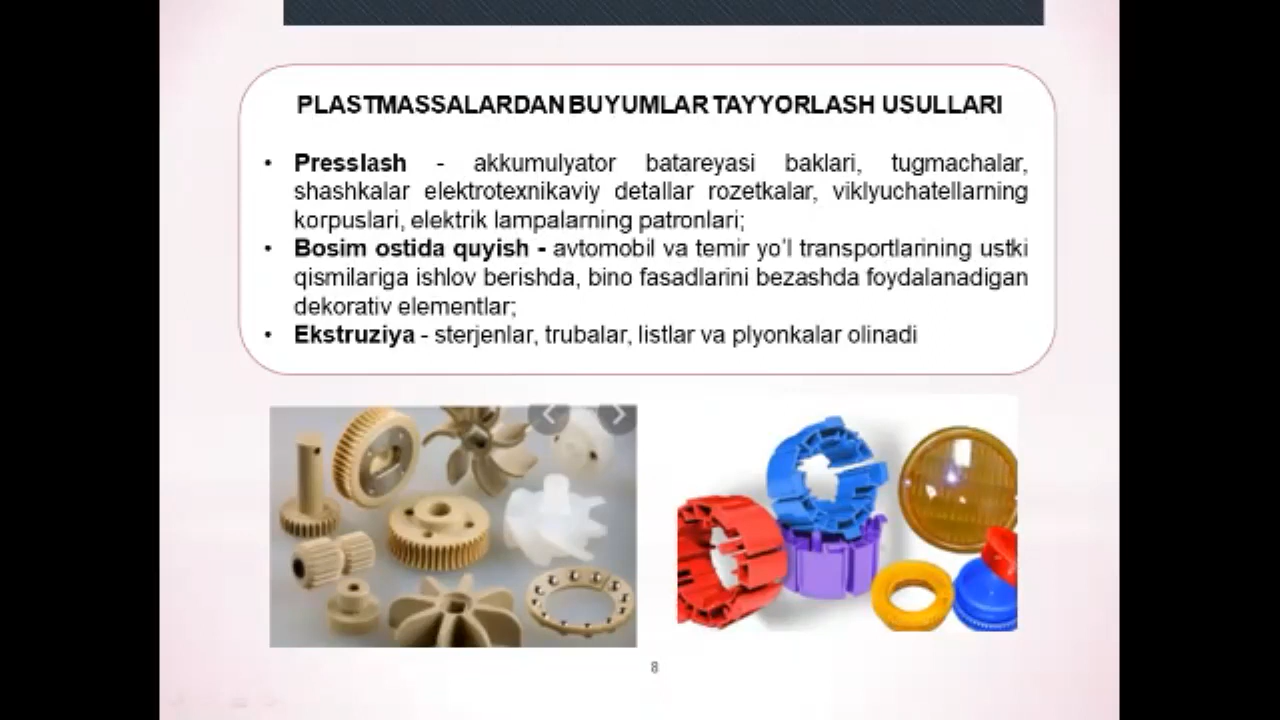 PLASTMASSALARDAN BUYUMLAR TAYYORLASH USULLARI
• Presslash - akkumulyator batareyasi baklari, tugmachalar,
shashkalar elektrotexnikaviy detallar rozetkalar, viklyuchatellarning
korpuslari, elektrik lampalarning patronlari;
• Bosim ostida quyish - avtomobil va temir yo’l transportlarining ustki
qismilariga ishlov berishda, bino fasadlarini bezashda foydalanadigan
dekorativ elementlar;
• Ekstruziya - sterjenlar, trubalar, listlar va plyonkalar olinadi
8